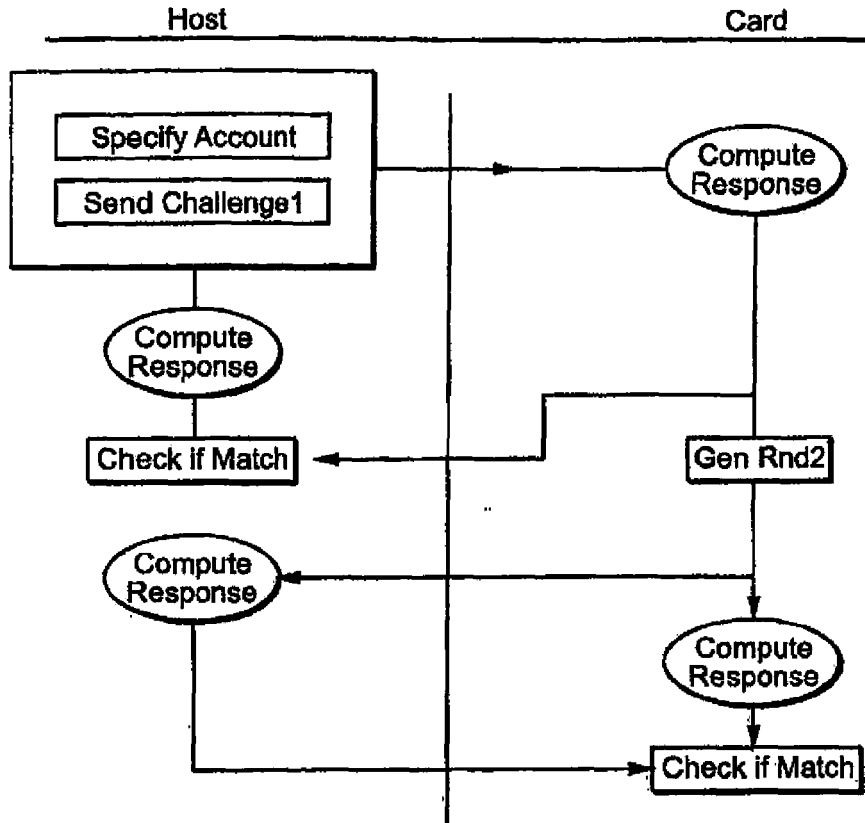 Host
Card
Specify Account
Send Challenge1
Compute
Response
Compute
Response
Check if Match
Gen Rnd2
Compute
Response
Compute
Response
Check if Match